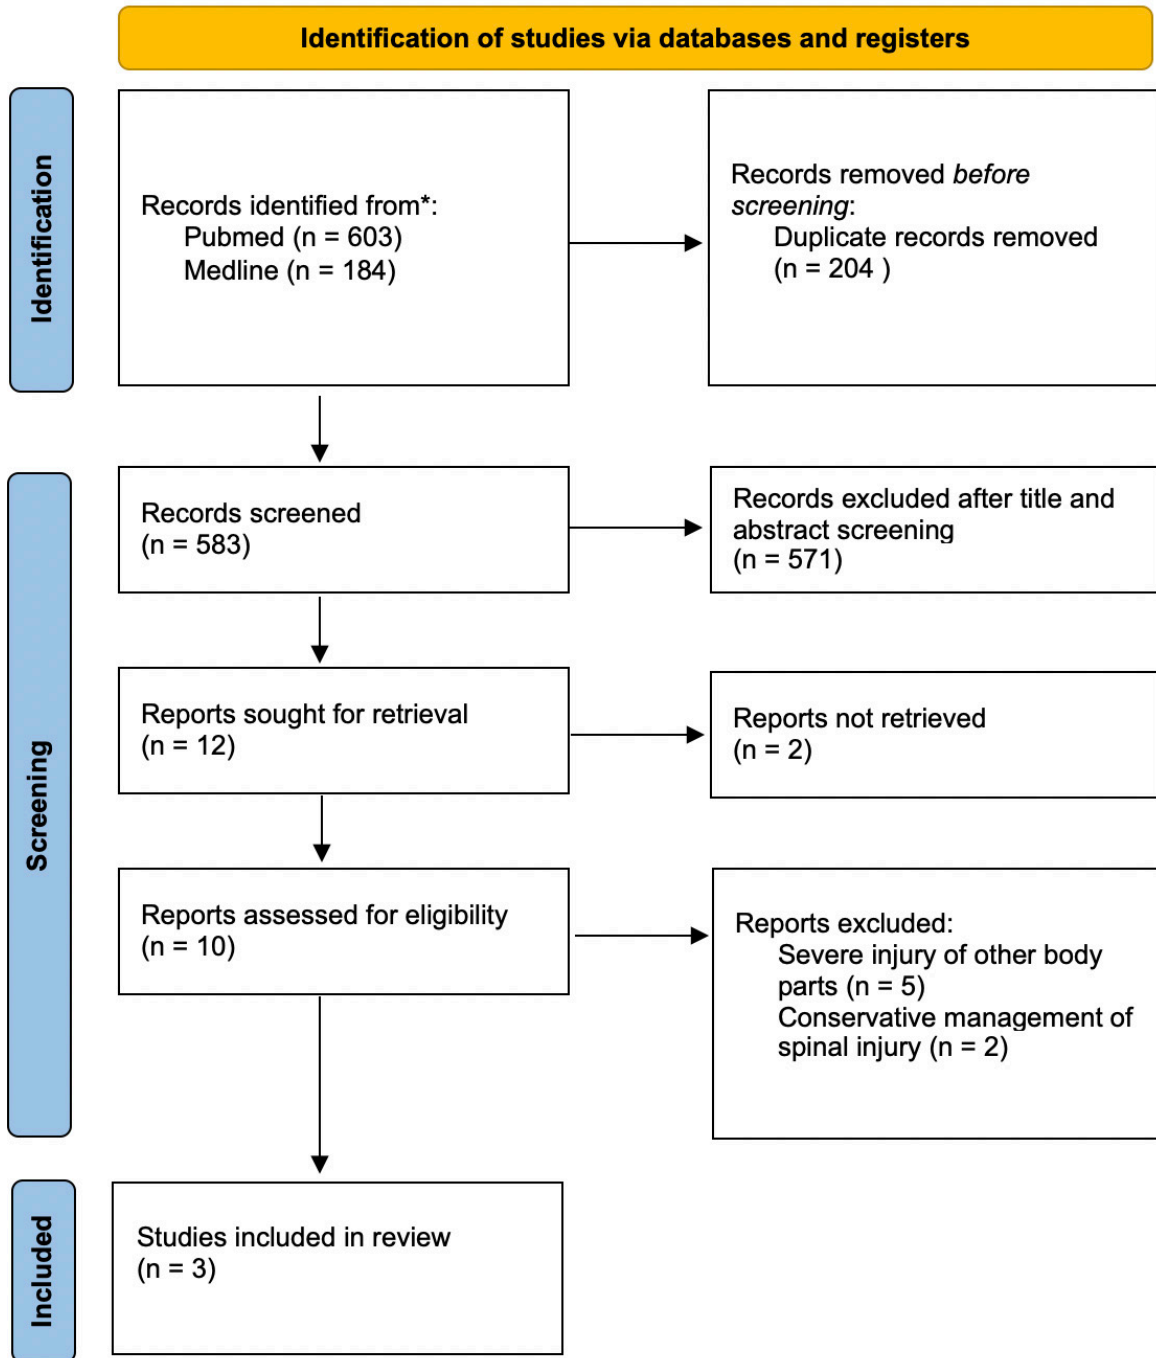 Identification of studies via databases and registers
Identification
Records identified from*:
Pubmed (n = 603)
Medline (n = 184)
Records removed before
screening:
Duplicate records removed
(n = 204 )
Screening
Records screened
(n = 583)
Records excluded after title and
abstract screening
(n = 571)
Reports sought for retrieval
(n = 12)
Reports not retrieved
(n = 2)
Reports assessed for eligibility
(n = 10)
Reports excluded:
Severe injury of other body
parts (n = 5)
Conservative management of
spinal injury (n = 2)
Included
Studies included in review
(n = 3)